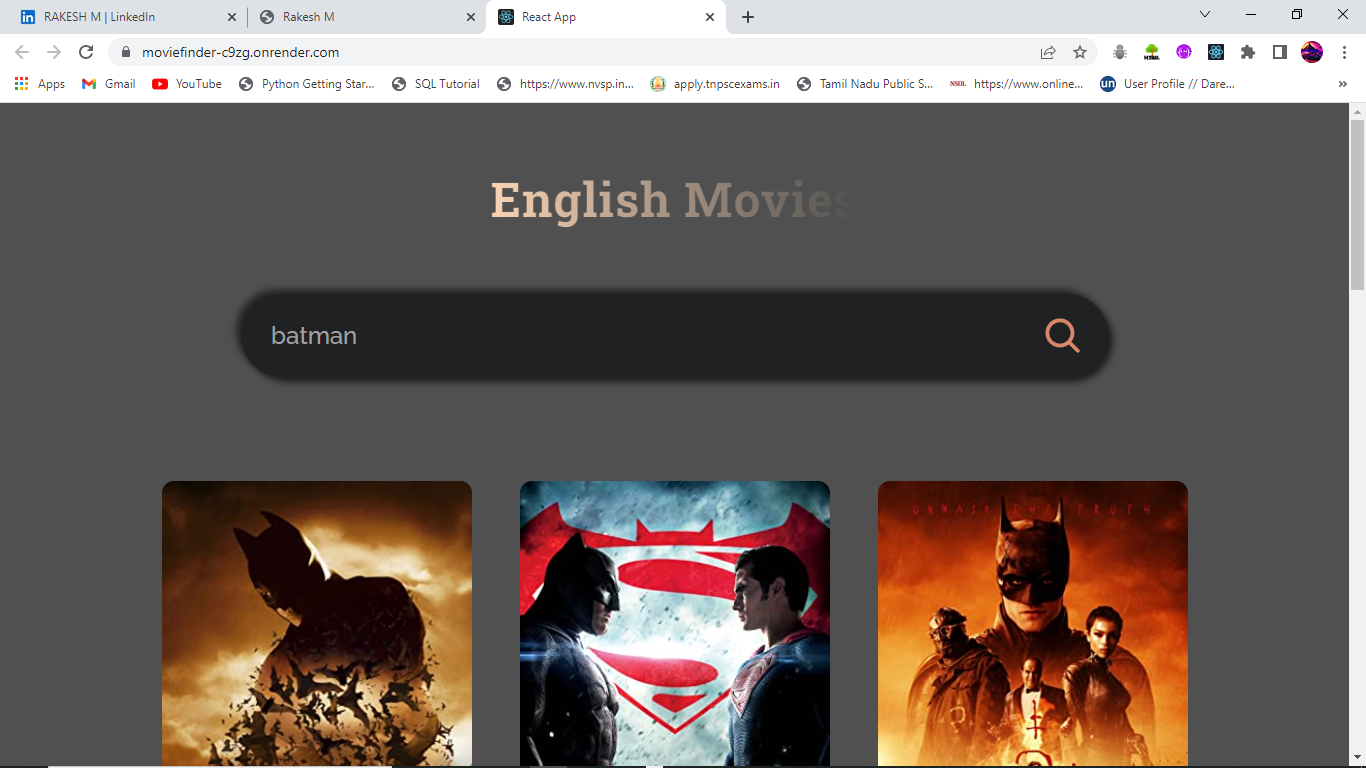 RAKESH M | LinkedIn
Rakesh M
React App
moviefinder-c9zg.onrender.com
Apps
Gmail
YouTube
Python Getting Star...
SQL Tutorial
https://www.nvsp.in...
apply.tnpscexams.in
Tamil Nadu Public S...
NSDL
https://www.online...
un
User Profile // Dare...
English Movies
batman
UNMASK THE TRUTH